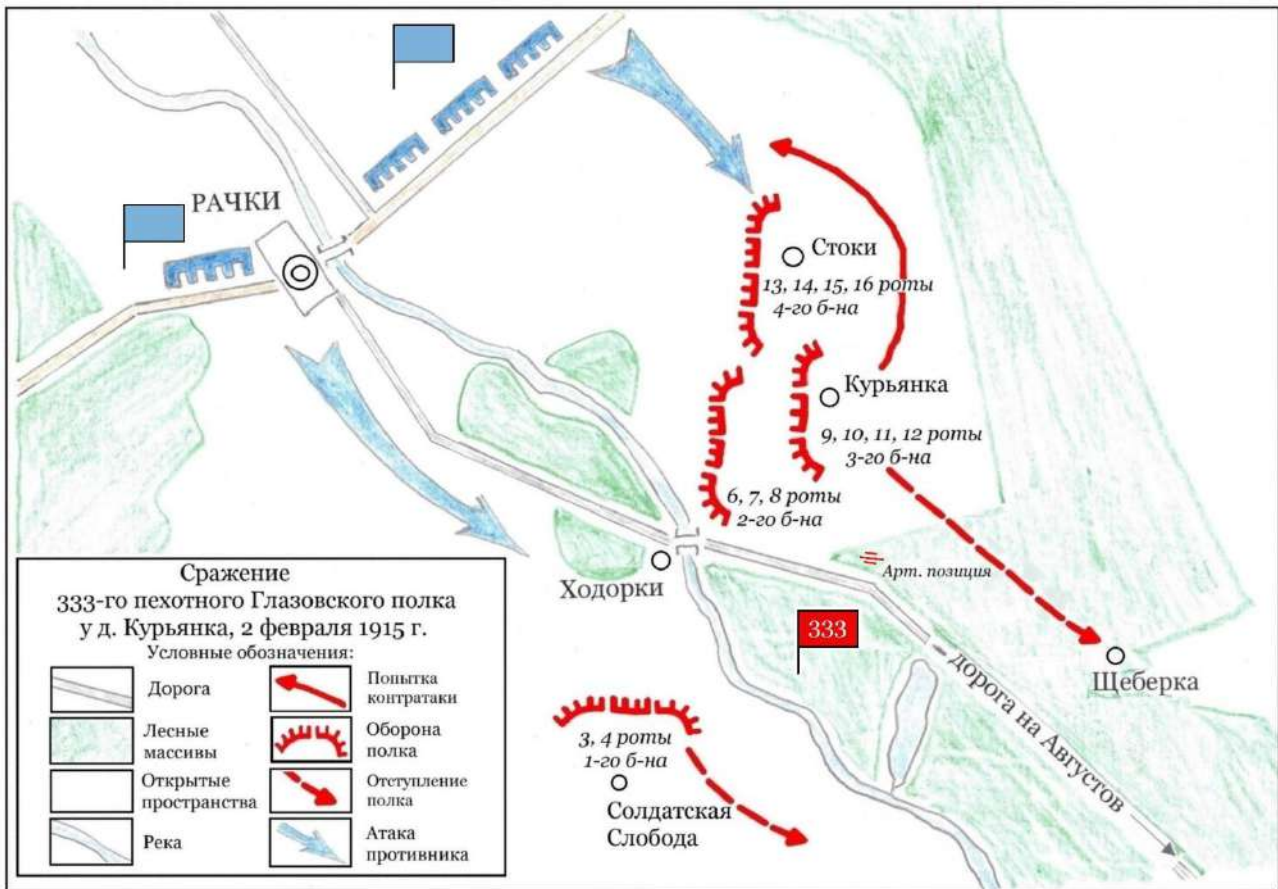 РАЧКИ
Стоки
13, 14, 15, 16 роты
4-го б-на
Курьянка
9, 10, 11, 12 роты
3-го б-на
6, 7, 8 роты
2-го б-на
Ходорки
Арт. позиция
333
Щеберка
дорога на Августов
3, 4 роты
1-го б-на
Солдатская
Слобода
Сражение
333-го пехотного Глазовского полка
у д. Курьянка, 2 февраля 1915 г.
Условные обозначения:
Дорога
Попытка
контратаки
Лесные
массивы
Оборона
полка
Открытые
пространства
Отступление
полка
Река
Атака
противника